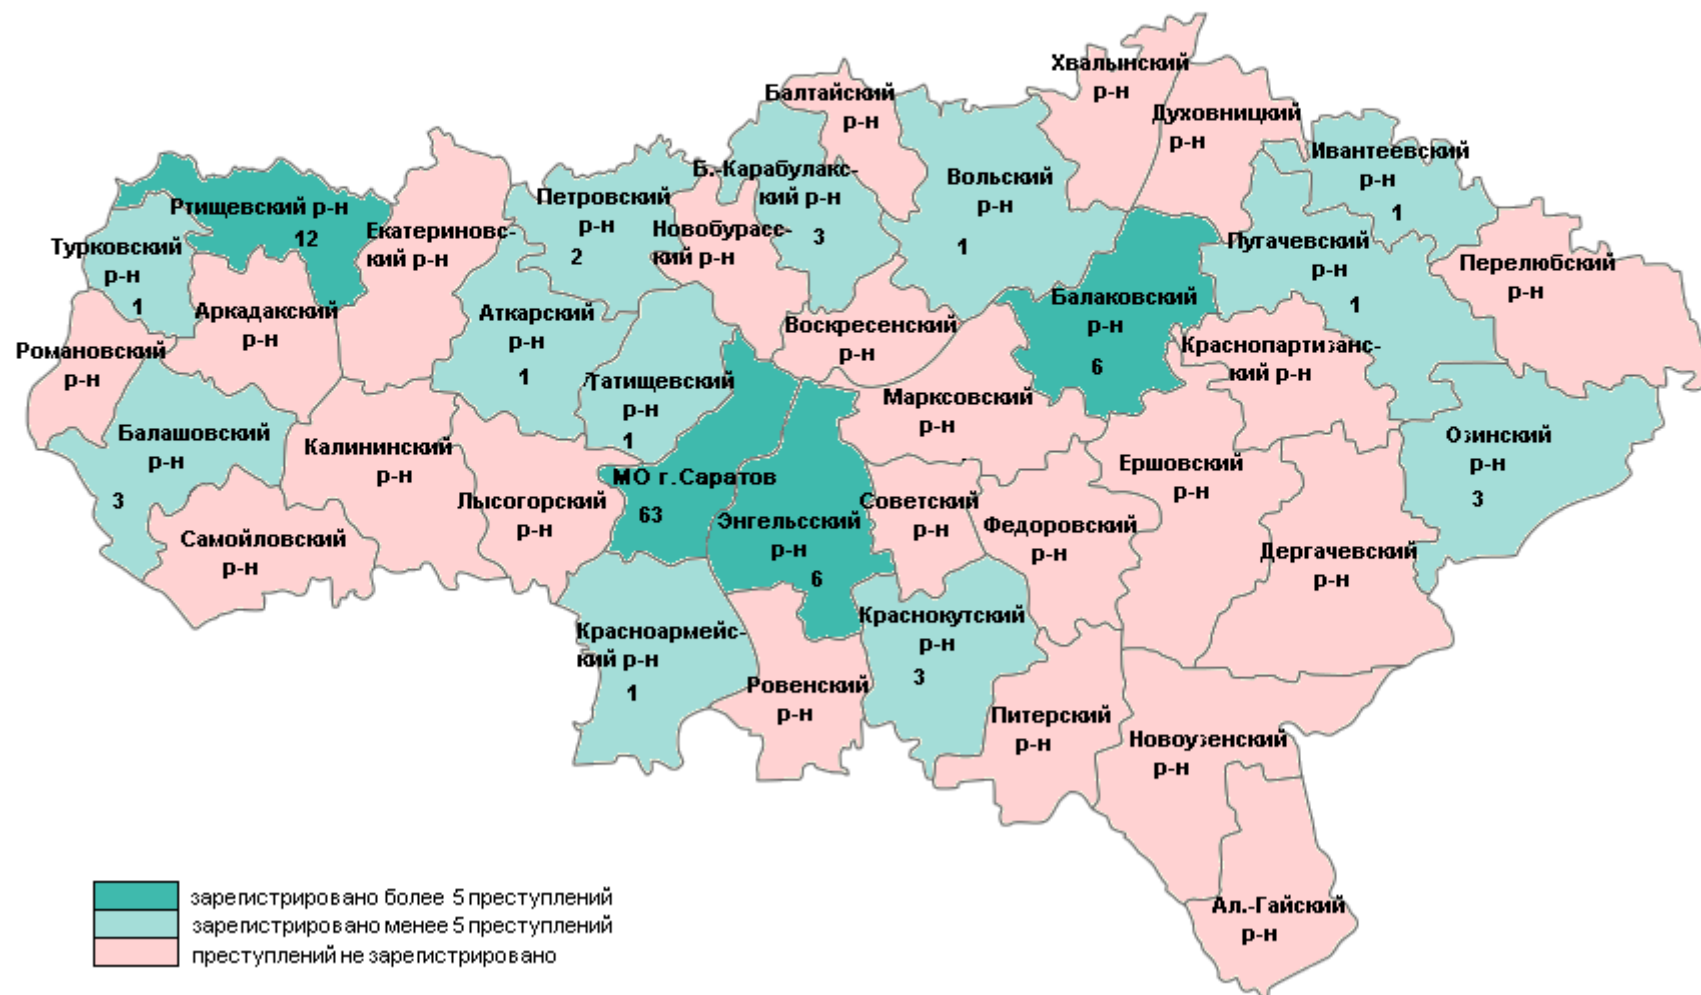 Хвалынский
р-н
Балтайский
р-н
Духовницкий
р-н
Ивантеевский
р-н
1
Б.-Карабулакс-
кий р-н
3
Вольский
р-н
1
Петровский
р-н
2
Ртищевский р-н
12
Екатериновс-
кий р-н
Новобурасс-
кий р-н
Турковский
р-н
1
Пугачевский
р-н
1
Перелюбский
р-н
Аркадакский
р-н
Аткарский
р-н
1
Воскресенский
р-н
Балаковский
р-н
6
Краснопартизанс-
кий р-н
Романовский
р-н
Татищевский
р-н
1
Марксовский
р-н
Балашовский
р-н
3
Калининский
р-н
Озинский
р-н
3
Ершовский
р-н
МО г.Саратов
63
Лысогорский
р-н
Энгельсский
р-н
6
Советский
р-н
Федоровский
р-н
Самойловский
р-н
Дергачевский
р-н
Красноармейс-
кий р-н
1
Краснокутский
р-н
3
Ровенский
р-н
Питерский
р-н
Новоузенский
р-н
Ал.-Гайский
р-н
зарегистрировано более 5 преступлений
зарегистрировано менее 5 преступлений
преступлений не зарегистрировано